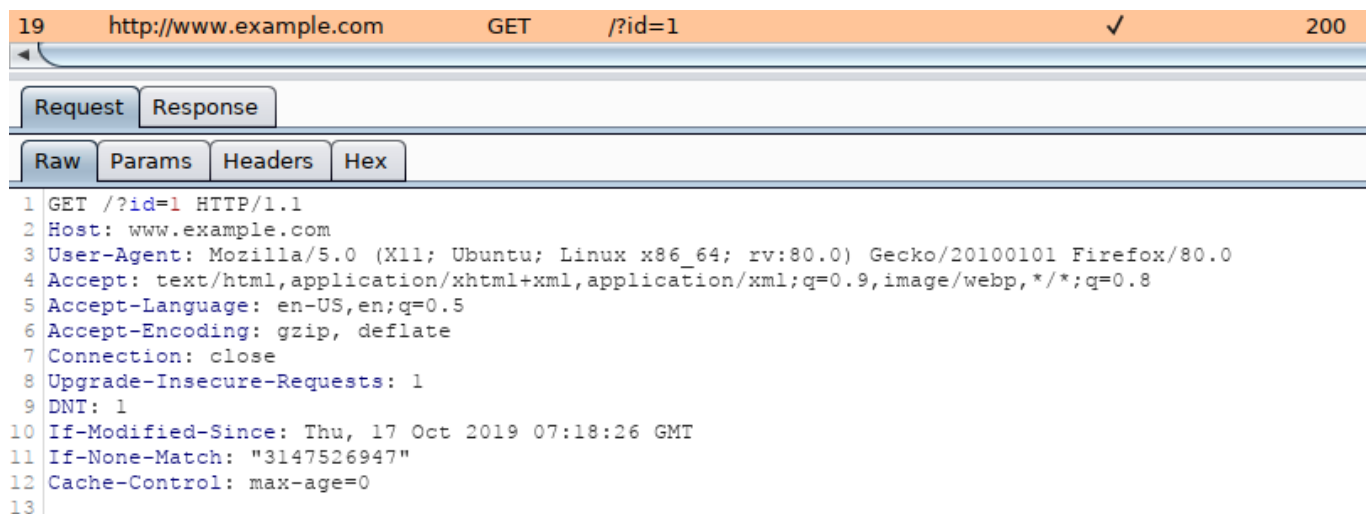 19 http://www.example.com GET /?id=1 ✓ 200
Request Response
Raw Params Headers Hex
1 GET /?id=1 HTTP/1.1
2 Host: www.example.com
3 User-Agent: Mozilla/5.0 (X11; Ubuntu; Linux x86_64; rv:80.0) Gecko/20100101 Firefox/80.0
4 Accept: text/html,application/xhtml+xml,application/xml;q=0.9,image/webp,*/*;q=0.8
5 Accept-Language: en-US,en;q=0.5
6 Accept-Encoding: gzip, deflate
7 Connection: close
8 Upgrade-Insecure-Requests: 1
9 DNT: 1
10 If-Modified-Since: Thu, 17 Oct 2019 07:18:26 GMT
11 If-None-Match: "3147526947"
12 Cache-Control: max-age=0
13